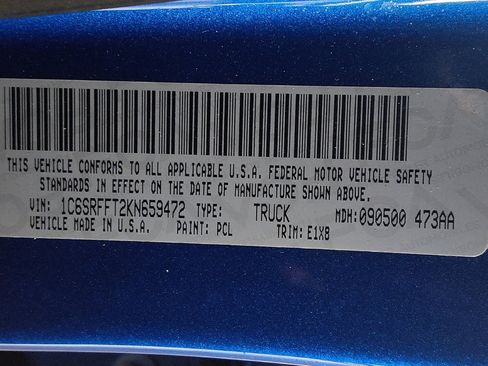 THIS VEHICLE CONFORMS TO ALL APPLICABLE U.S.A. FEDERAL MOTOR VEHICLE SAFETY
STANDARDS IN EFFECT ON THE DATE OF MANUFACTURE SHOWN ABOVE.
VIN: 1C6SRFFT2KN659472 TYPE: TRUCK MDH: 090500 473AA
VEHICLE MADE IN U.S.A. PAINT: PCL TRIM: E1X8